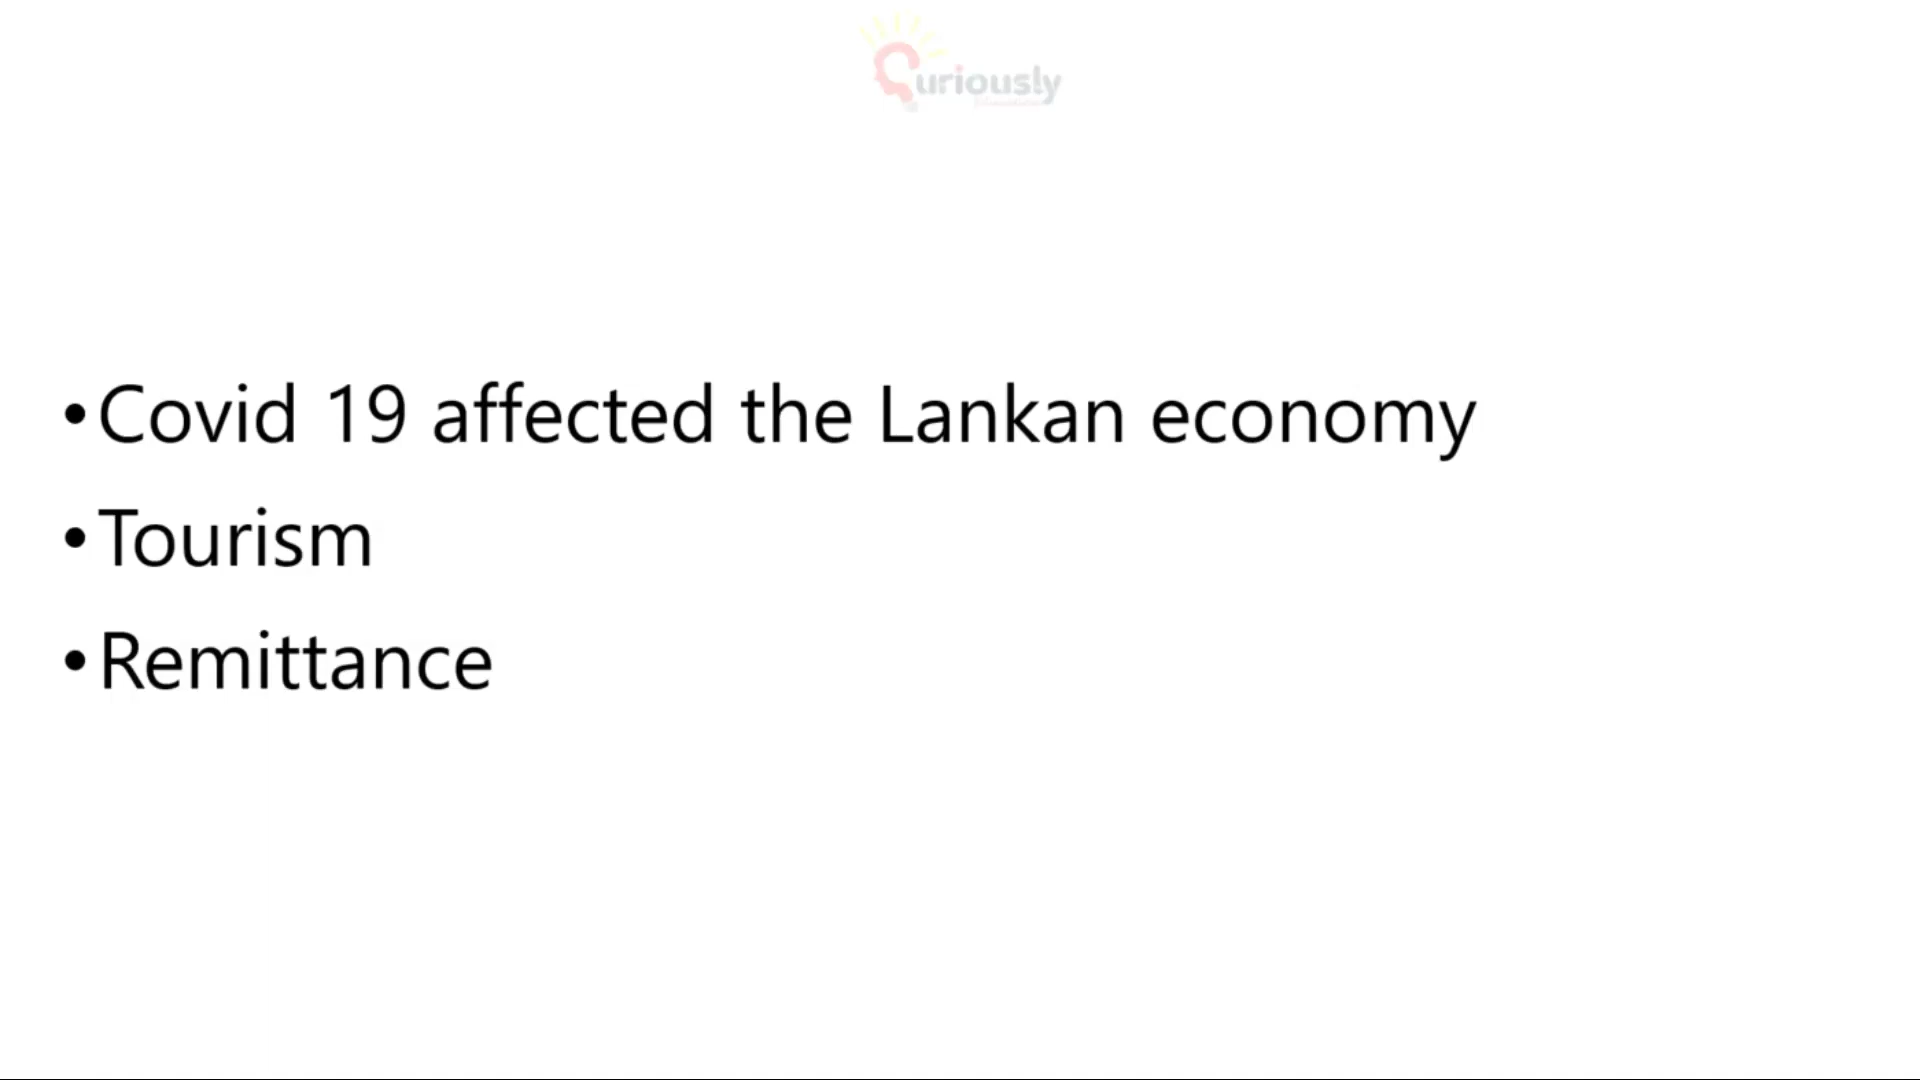 Curiously
• Covid 19 affected the Lankan economy
• Tourism
• Remittance